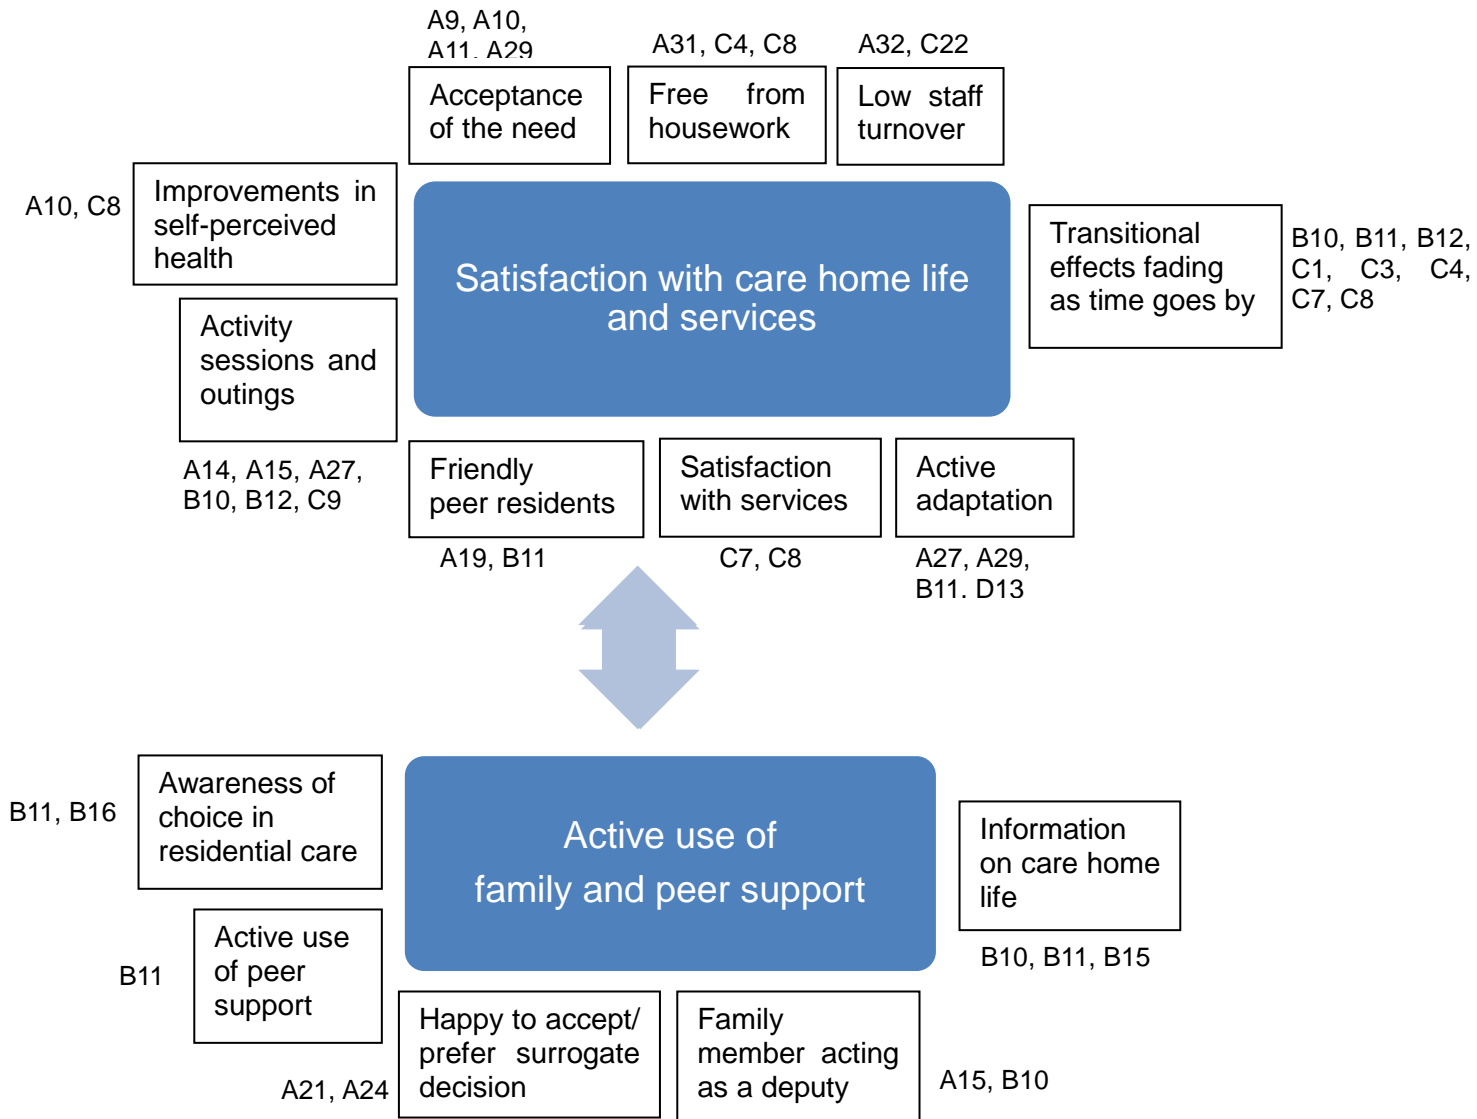 A9, A10,
A11, A29
A31, C4, C8
A32, C22
Acceptance
of the need
Free from
housework
Low staff
turnover
A10, C8
Improvements in
self-perceived
health
Satisfaction with care home life
and services
Transitional
effects fading
as time goes by
B10, B11, B12,
C1, C3, C4,
C7, C8
Activity
sessions and
outings
A14, A15, A27,
B10, B12, C9
Friendly
peer residents
Satisfaction
with services
Active
adaptation
A19, B11
C7, C8
A27, A29,
B11, D13
B11, B16
Awareness of
choice in
residential care
Active use of
family and peer support
Information
on care home
life
B10, B11, B15
B11
Active use
of peer
support
A21, A24
Happy to accept/
prefer surrogate
decision
Family
member acting
as a deputy
A15, B10